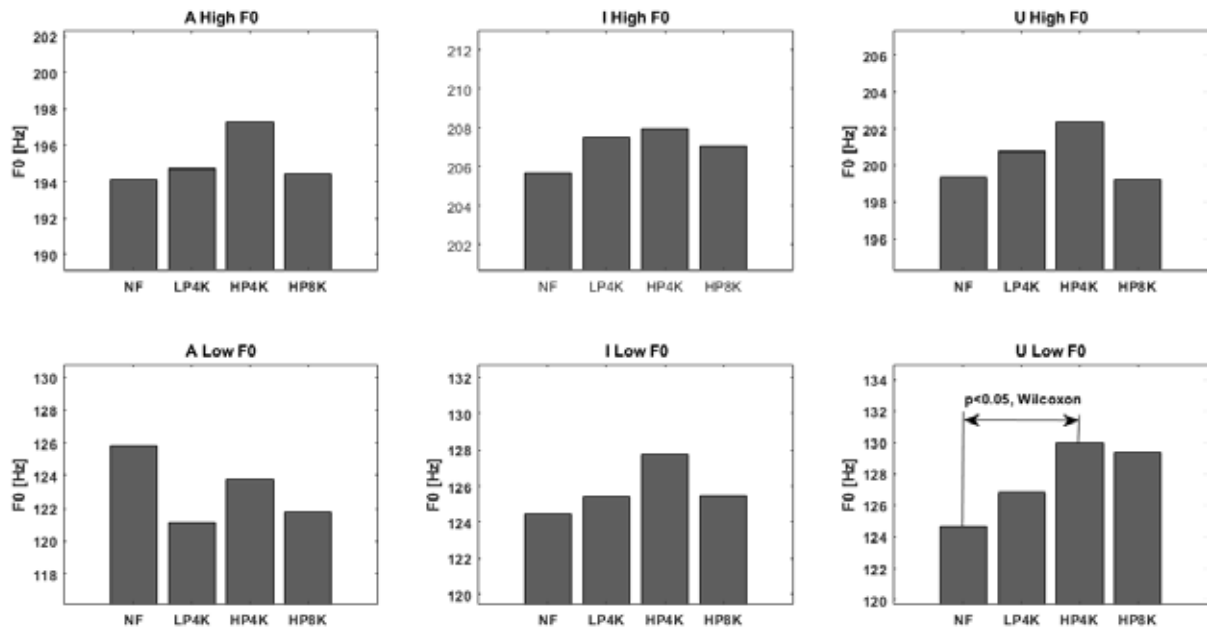 A High F0
I High F0
U High F0
F0 [Hz]
202
200
198
196
194
192
190
NF LP4K HP4K HP8K
212
210
208
206
204
202
NF LP4K HP4K HP8K
F0 [Hz]
206
204
202
200
198
196
NF LP4K HP4K HP8K
A Low F0
I Low F0
U Low F0
F0 [Hz]
130
128
126
124
122
120
118
NF LP4K HP4K HP8K
F0 [Hz]
132
130
128
126
124
122
120
NF LP4K HP4K HP8K
F0 [Hz]
134
132
130
129
126
124
122
120
p<0.05, Wilcoxon
NF LP4K HP4K HP8K